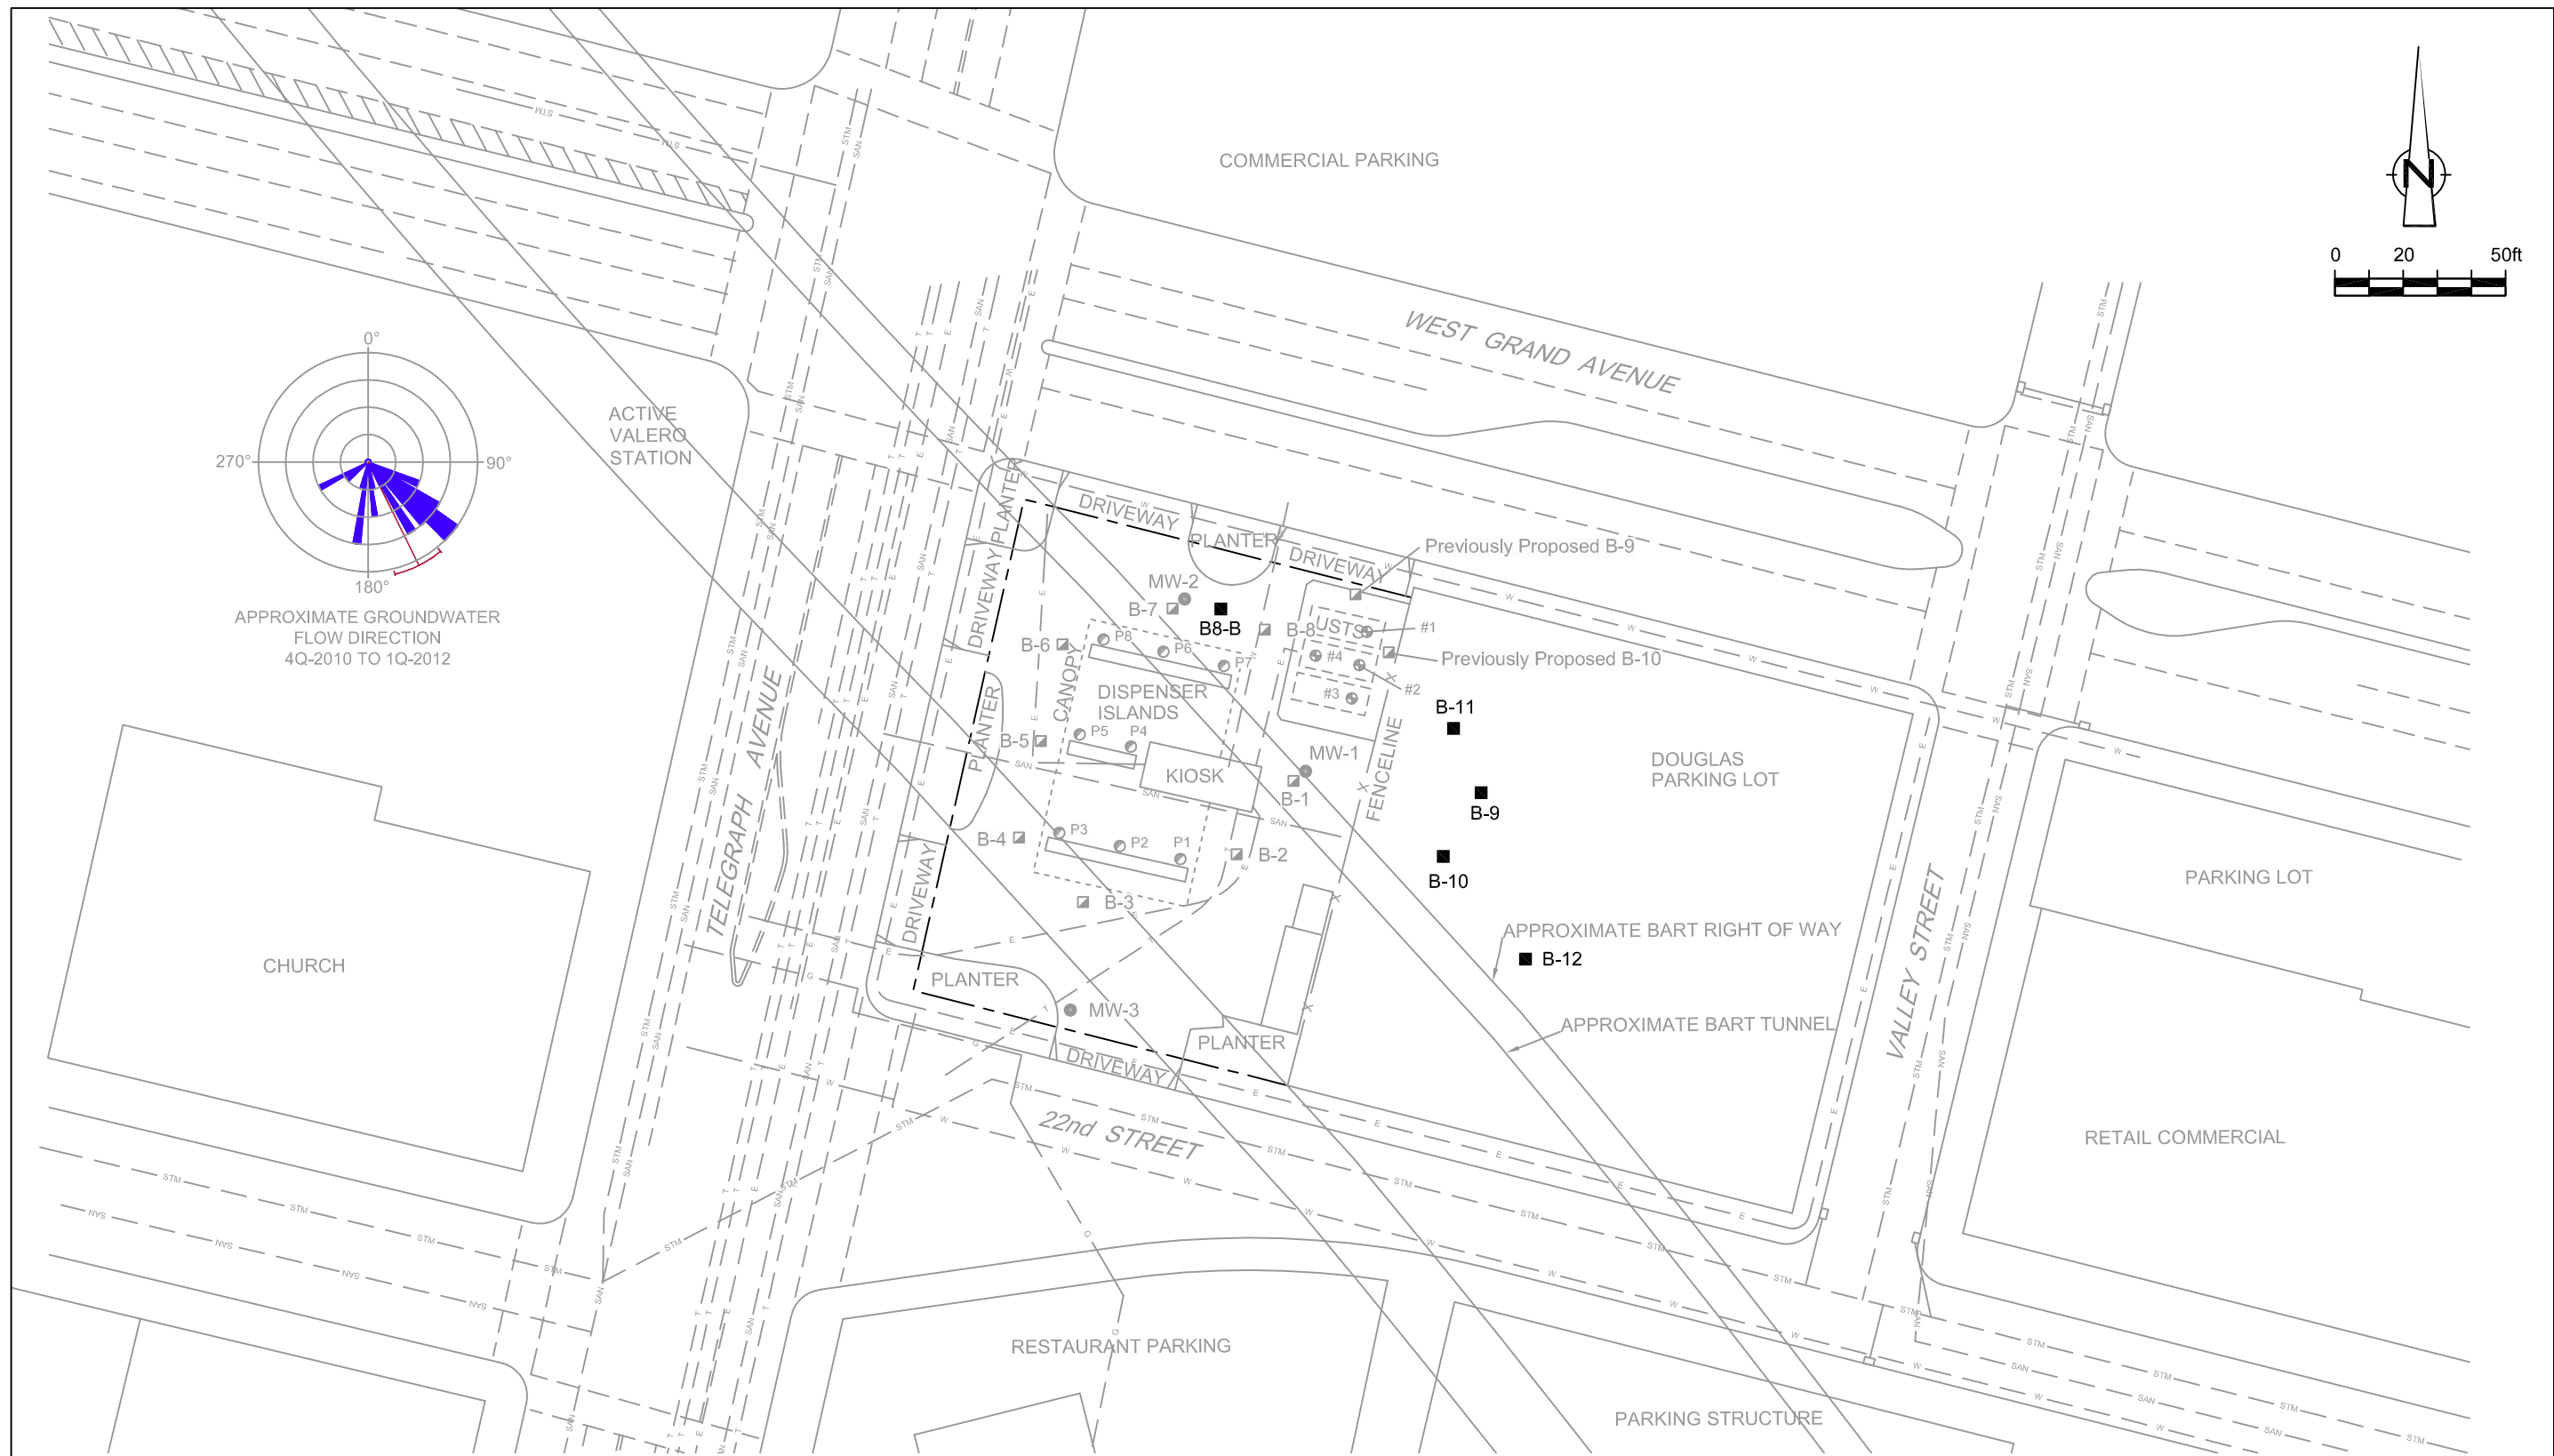 COMMERCIAL PARKING
N
0 20 50ft
WEST GRAND AVENUE
ACTIVE
VALERO
STATION
0°
270°
90°
180°
APPROXIMATE GROUNDWATER
FLOW DIRECTION
4Q-2010 TO 1Q-2012
DRIVEWAY
PLANTER
DRIVEWAY
Previously Proposed B-9
PLANTER
DRIVEWAY
MW-2
B-7
B8-B
B-8
USTS
#1
#4
#2
#3
Previously Proposed B-10
B-6
P8
P6
P7
CANOPY
DISPENSER
ISLANDS
B-11
PLANTER
B-5
P5
P4
KIOSK
MW-1
B-1
FENCELINE
DOUGLAS
PARKING LOT
B-9
TELEGRAPH AVENUE
B-4
P3
P2
P1
B-2
B-10
DRIVEWAY
B-3
PARKING LOT
APPROXIMATE BART RIGHT OF WAY
B-12
CHURCH
PLANTER
MW-3
APPROXIMATE BART TUNNEL
VALLEY STREET
PLANTER
DRIVEWAY
22nd STREET
RETAIL COMMERCIAL
RESTAURANT PARKING
PARKING STRUCTURE